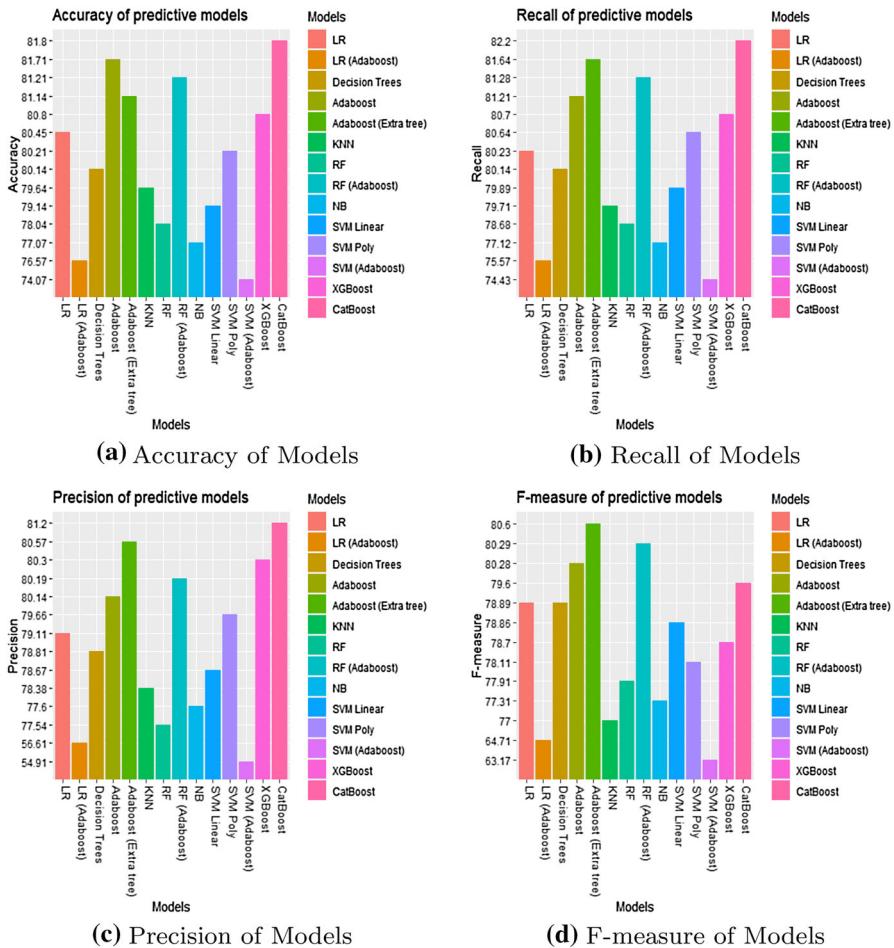 Accuracy of predictive models
Accuracy
81.8
81.71
81.21
81.14
80.8
80.45
80.21
80.14
79.64
79.14
78.04
77.07
76.57
74.07
LR
LR (Adaboost)
Decision Trees
Adaboost
Adaboost (Extra tree)
KNN
RF
RF (Adaboost)
NB
SVM Linear
SVM Poly
SVM (Adaboost)
XGBoost
CatBoost
Models
Models
LR
LR (Adaboost)
Decision Trees
Adaboost
Adaboost (Extra tree)
KNN
RF
RF (Adaboost)
NB
SVM Linear
SVM Poly
SVM (Adaboost)
XGBoost
CatBoost
(a) Accuracy of Models
Recall of predictive models
Recall
82.2
81.64
81.28
81.21
80.7
80.64
80.23
80.14
79.89
79.71
78.68
77.12
75.57
74.43
LR
LR (Adaboost)
Decision Trees
Adaboost
Adaboost (Extra tree)
KNN
RF
RF (Adaboost)
NB
SVM Linear
SVM Poly
SVM (Adaboost)
XGBoost
CatBoost
Models
Models
LR
LR (Adaboost)
Decision Trees
Adaboost
Adaboost (Extra tree)
KNN
RF
RF (Adaboost)
NB
SVM Linear
SVM Poly
SVM (Adaboost)
XGBoost
CatBoost
(b) Recall of Models
Precision of predictive models
Precision
81.2
80.57
80.3
80.19
80.14
79.66
79.11
78.81
78.67
78.38
77.6
77.54
56.61
54.91
LR
LR (Adaboost)
Decision Trees
Adaboost
Adaboost (Extra tree)
KNN
RF
RF (Adaboost)
NB
SVM Linear
SVM Poly
SVM (Adaboost)
XGBoost
CatBoost
Models
Models
LR
LR (Adaboost)
Decision Trees
Adaboost
Adaboost (Extra tree)
KNN
RF
RF (Adaboost)
NB
SVM Linear
SVM Poly
SVM (Adaboost)
XGBoost
CatBoost
(c) Precision of Models
F-measure of predictive models
F-measure
80.6
80.29
80.28
79.6
78.89
78.86
78.7
78.11
77.91
77.31
77
64.71
63.17
LR
LR (Adaboost)
Decision Trees
Adaboost
Adaboost (Extra tree)
KNN
RF
RF (Adaboost)
NB
SVM Linear
SVM Poly
SVM (Adaboost)
XGBoost
CatBoost
Models
Models
LR
LR (Adaboost)
Decision Trees
Adaboost
Adaboost (Extra tree)
KNN
RF
RF (Adaboost)
NB
SVM Linear
SVM Poly
SVM (Adaboost)
XGBoost
CatBoost
(d) F-measure of Models